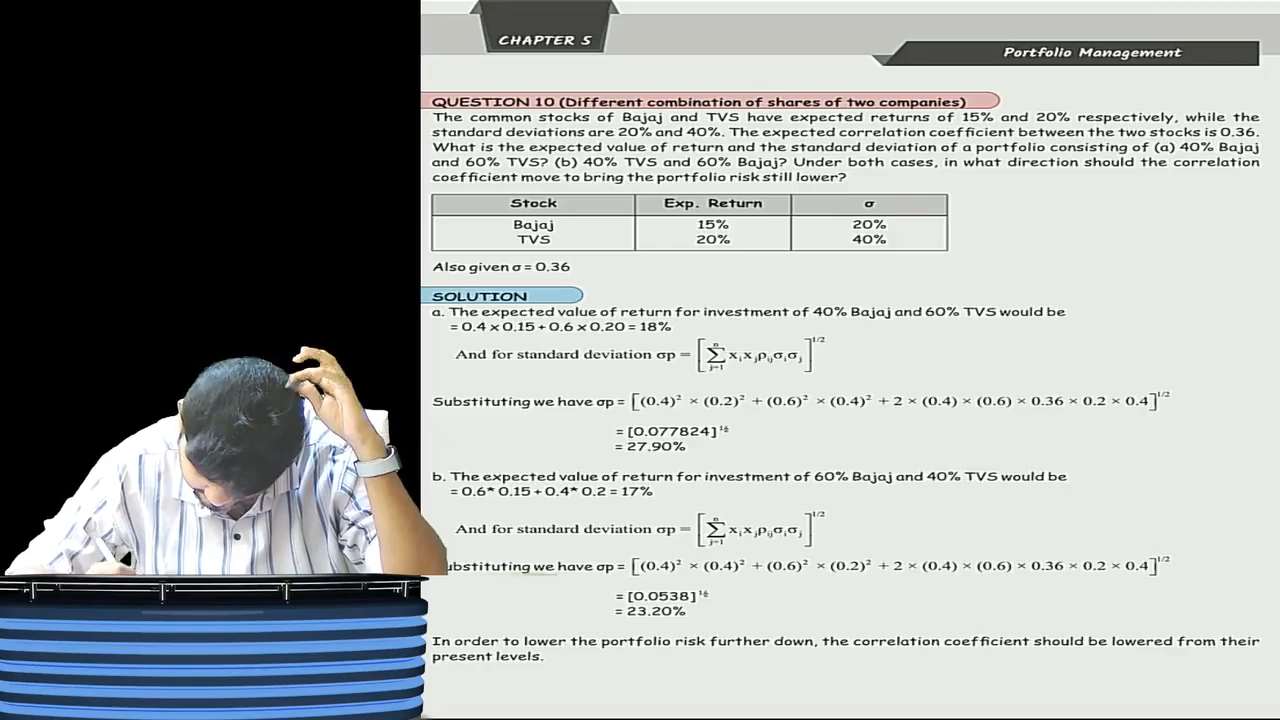 CHAPTER 5
Portfolio Management
QUESTION 10 (Different combination of shares of two companies)
The common stocks of Bajaj and TVS have expected returns of 15% and 20% respectively, while the
standard deviations are 20% and 40%. The expected correlation coefficient between the two stocks is 0.36.
What is the expected value of return and the standard deviation of a portfolio consisting of (a) 40% Bajaj
and 60% TVS? (b) 40% TVS and 60% Bajaj? Under both cases, in what direction should the correlation
coefficient move to bring the portfolio risk still lower?
Stock Exp. Return σ
Bajaj 15% 20%
TVS 20% 40%
Also given σ = 0.36
SOLUTION
a. The expected value of return for investment of 40% Bajaj and 60% TVS would be
= 0.4 x 0.15 + 0.6 x 0.20 = 18%
And for standard deviation σp = [∑ⁿⱼ₌₁ xᵢxⱼρᵢⱼσᵢσⱼ]^1/2
Substituting we have σp = [(0.4)² × (0.2)² + (0.6)² × (0.4)² + 2 × (0.4) × (0.6) × 0.36 × 0.2 × 0.4]^1/2
= [0.077824]^½
= 27.90%
b. The expected value of return for investment of 60% Bajaj and 40% TVS would be
= 0.6* 0.15 + 0.4* 0.2 = 17%
And for standard deviation σp = [∑ⁿⱼ₌₁ xᵢxⱼρᵢⱼσᵢσⱼ]^1/2
ubstituting we have σp = [(0.4)² × (0.4)² + (0.6)² × (0.2)² + 2 × (0.4) × (0.6) × 0.36 × 0.2 × 0.4]^1/2
= [0.0538]^½
= 23.20%
In order to lower the portfolio risk further down, the correlation coefficient should be lowered from their
present levels.